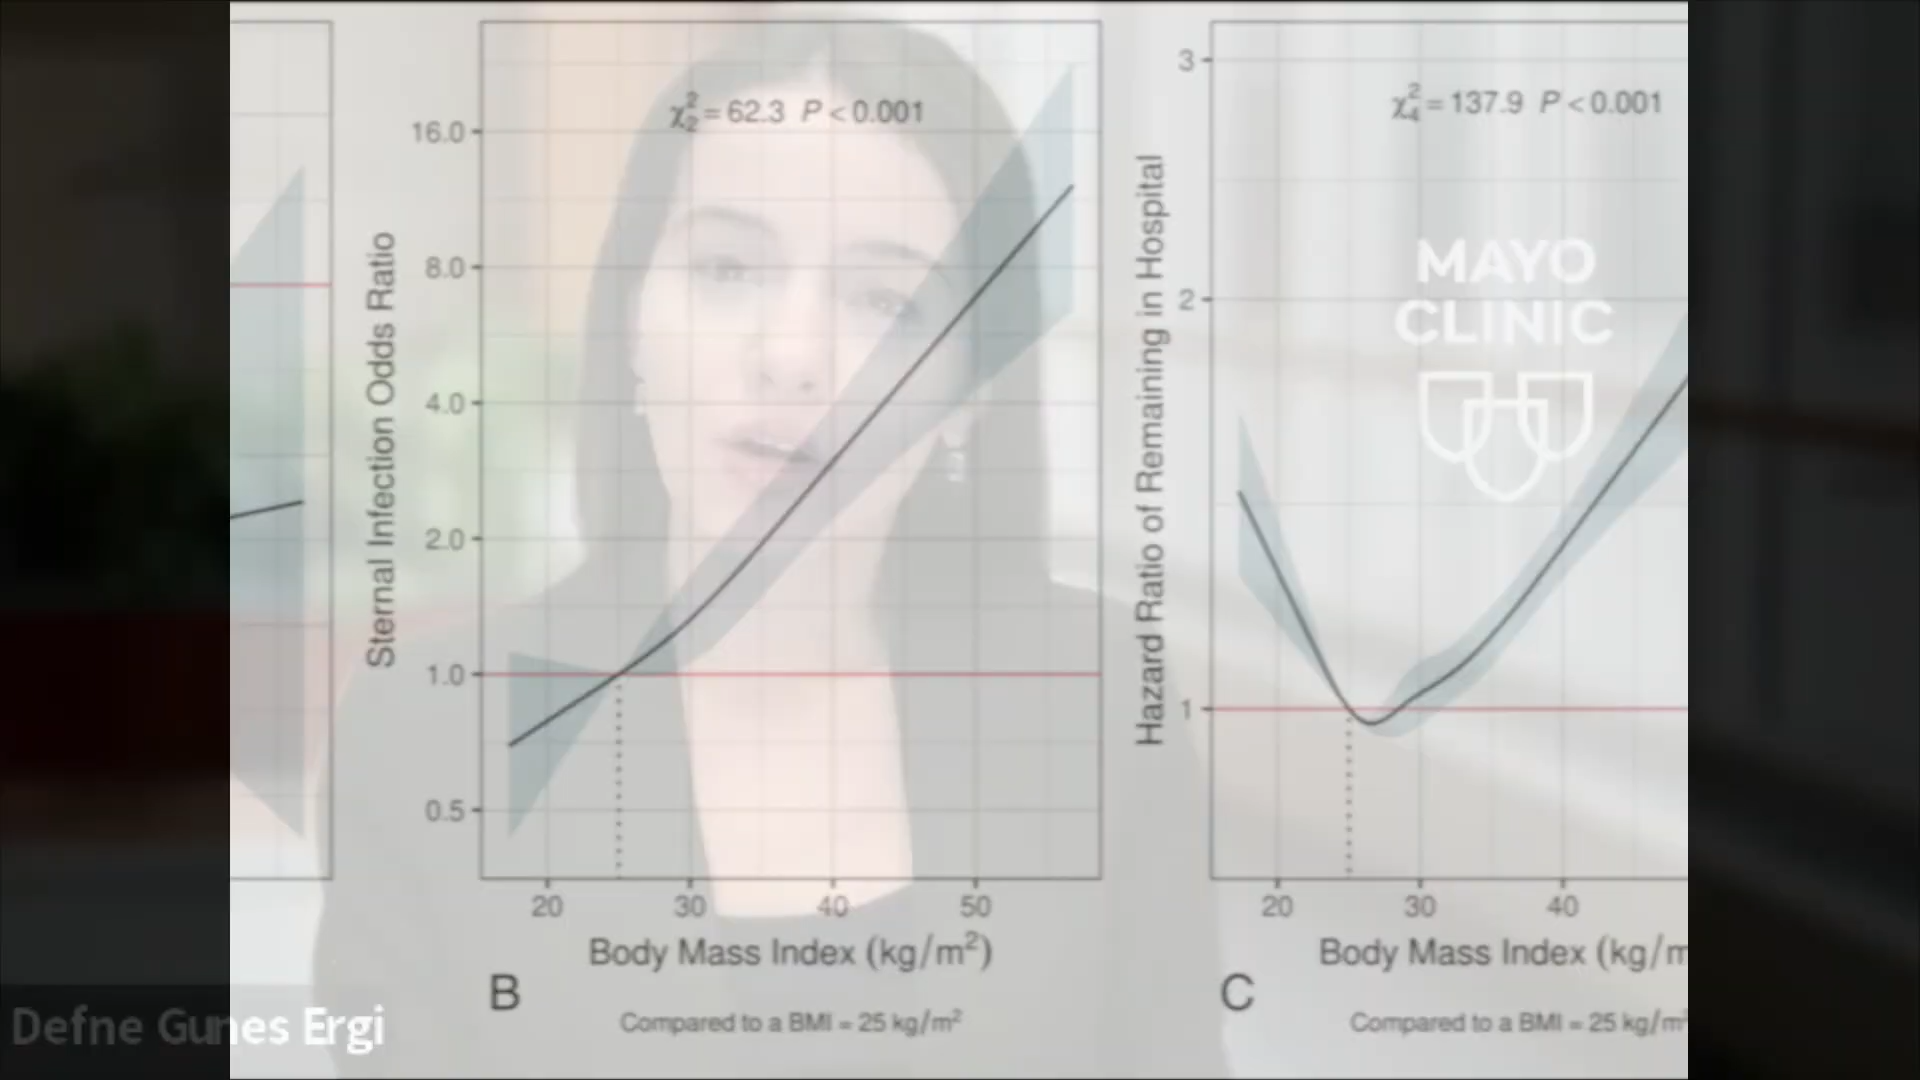 χ²₂ = 62.3 P < 0.001
16.0
8.0
4.0
2.0
1.0
0.5
Sternal Infection Odds Ratio
20 30 40 50
Body Mass Index (kg/m²)
B
Compared to a BMI = 25 kg/m²
χ²₄ = 137.9 P < 0.001
3
2
1
Hazard Ratio of Remaining in Hospital
MAYO
CLINIC
20 30 40
Body Mass Index (kg/m
C
Compared to a BMI = 25 kg/m²
Defne Gunes Ergi